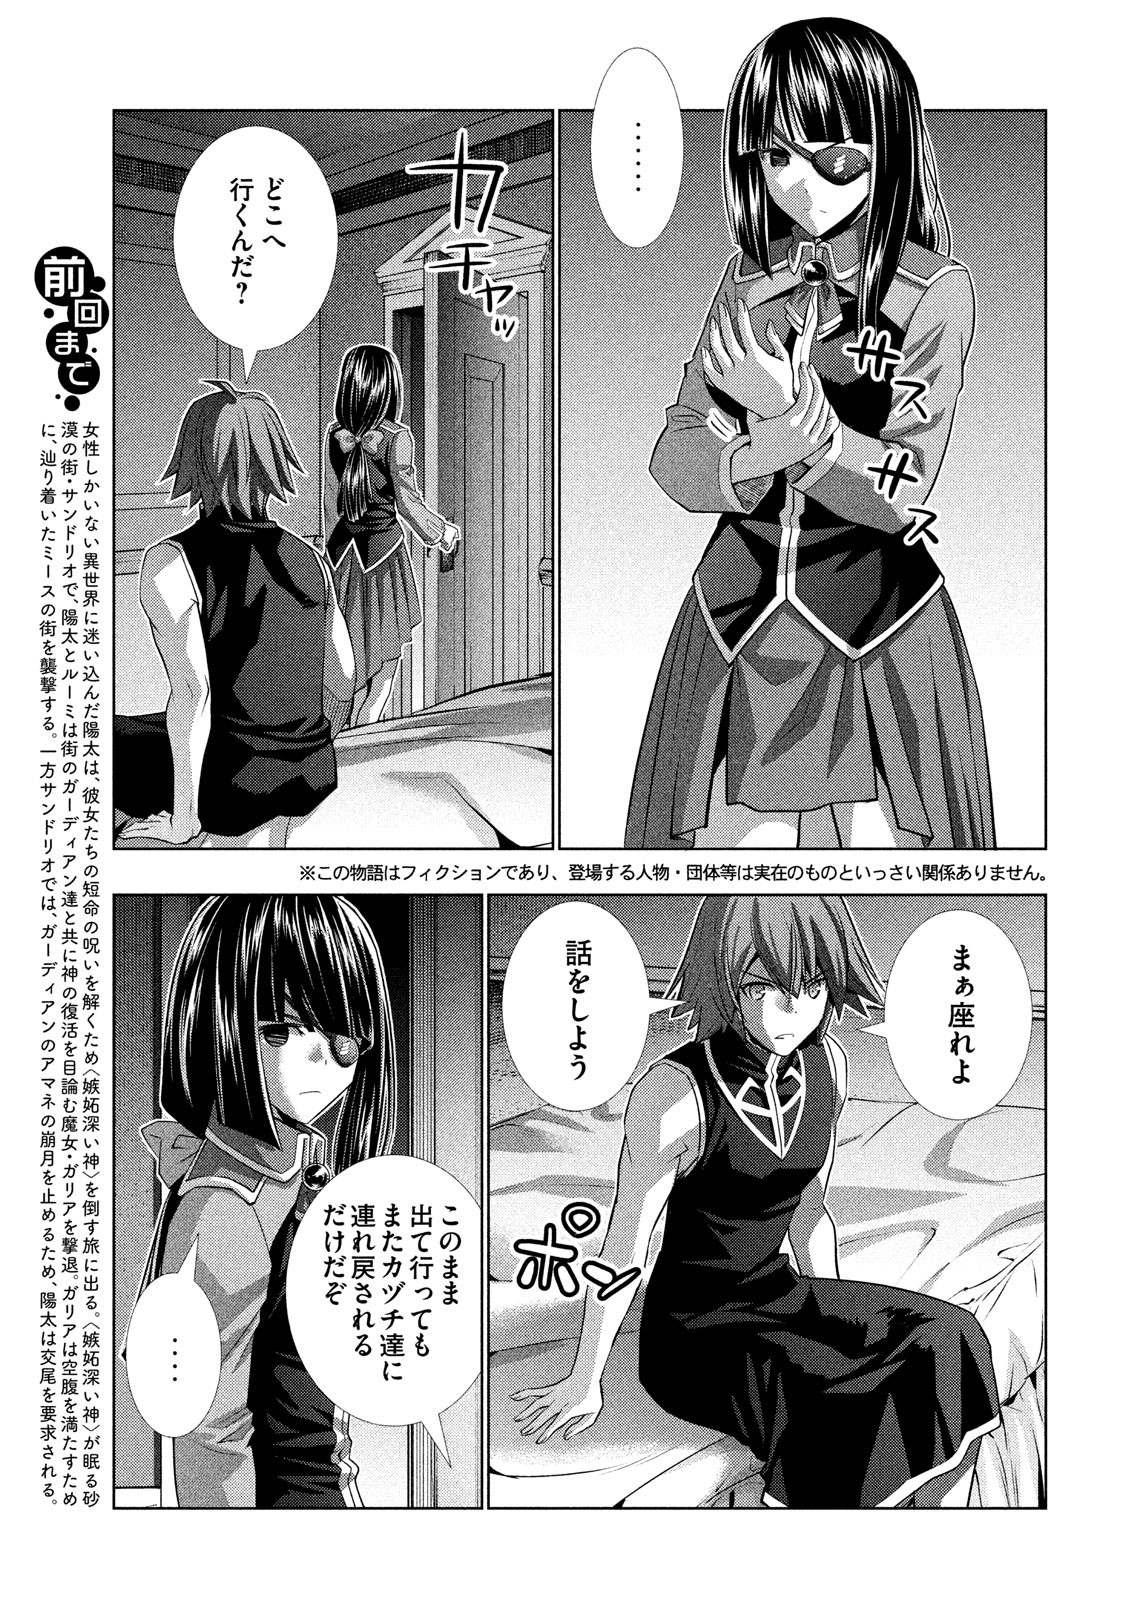 ・・・・・・
サス
サス
カチャッ
どこへ
行くんだ？
※この物語はフィクションであり、登場する人物・団体等は実在のものといっさい関係ありません。
まぁ座れよ
話をしよう
ポン
このまま
出て行っても
またカヅチ達に
連れ戻される
だけだぞ
・・・・
前回まで
女性しかいない異世界に迷い込んだ陽太は、彼女たちの短命の呪いを解くため〈嫉妬深い神〉を倒す旅に出る。〈嫉妬深い神〉が眠る砂
漠の街・サンドリオで、陽太とルーミは街のガーディアン達と共に神の復活を目論む魔女・ガリアを撃退。ガリアは空腹を満たすため
に、辿り着いたミースの街を襲撃する。一方サンドリオでは、ガーディアンのアマネの崩月を止めるため、陽太は交尾を要求される。